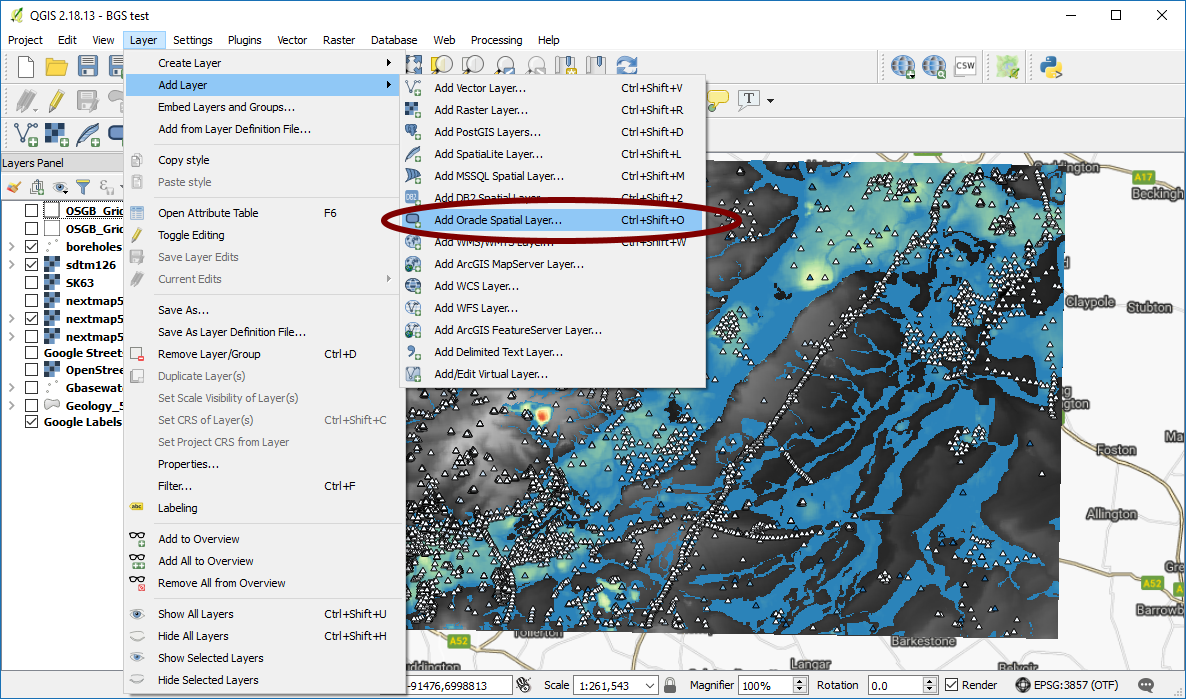 QGIS 2.18.13 - BGS test
Project Edit View Layer Settings Plugins Vector Raster Database Web Processing Help
CSW
T
Layers Panel
OSGB_Grid
OSGB_Grid
boreholes
sdtm126
SK63
nextmap5
nextmap5
nextmap5
Google Streets
OpenStree
Gbasewate
Geology_5
Google Labels
Create Layer
Add Layer
Embed Layers and Groups...
Add from Layer Definition File...
Copy style
Paste style
Open Attribute Table F6
Toggle Editing
Save Layer Edits
Current Edits
Save As...
Save As Layer Definition File...
Remove Layer/Group Ctrl+D
Duplicate Layer(s)
Set Scale Visibility of Layer(s)
Set CRS of Layer(s) Ctrl+Shift+C
Set Project CRS from Layer
Properties...
Filter... Ctrl+F
abc Labeling
Add to Overview
Add All to Overview
Remove All from Overview
Show All Layers Ctrl+Shift+U
Hide All Layers Ctrl+Shift+H
Show Selected Layers
Hide Selected Layers
Add Vector Layer... Ctrl+Shift+V
Add Raster Layer... Ctrl+Shift+R
Add PostGIS Layers... Ctrl+Shift+D
Add SpatiaLite Layer... Ctrl+Shift+L
Add MSSQL Spatial Layer... Ctrl+Shift+M
DB2 Add DB2 Spatial Layer... Ctrl+Shift+2
Add Oracle Spatial Layer... Ctrl+Shift+O
Add WMS/WMTS Layer... Ctrl+Shift+W
Add ArcGIS MapServer Layer...
Add WCS Layer...
Add WFS Layer...
Add ArcGIS FeatureServer Layer...
Add Delimited Text Layer...
Add/Edit Virtual Layer...
A17
Beckingh
Claypole
Stubton
Foston
Allington
A52
Barrowb
Barkestone
A52
Tollerton
Langar
-91476,6998813 Scale 1:261,543 Magnifier 100% Rotation 0.0 Render EPSG:3857 (OTF)